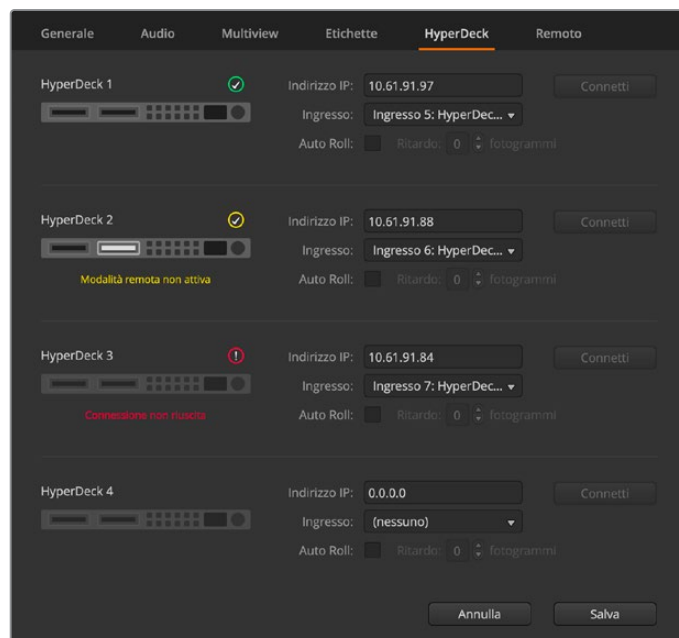 Generale Audio Multiview Etichette HyperDeck Remoto
HyperDeck 1 Indirizzo IP: 10.61.91.97 Connetti
Ingresso: Ingresso 5: HyperDec...
Auto Roll: Ritardo: 0 fotogrammi
HyperDeck 2 Indirizzo IP: 10.61.91.88 Connetti
Ingresso: Ingresso 6: HyperDec...
Modalità remota non attiva Auto Roll: Ritardo: 0 fotogrammi
HyperDeck 3 Indirizzo IP: 10.61.91.84 Connetti
Ingresso: Ingresso 7: HyperDec...
Connessione non riuscita Auto Roll: Ritardo: 0 fotogrammi
HyperDeck 4 Indirizzo IP: 0.0.0.0 Connetti
Ingresso: (nessuno)
Auto Roll: Ritardo: 0 fotogrammi
Annulla Salva